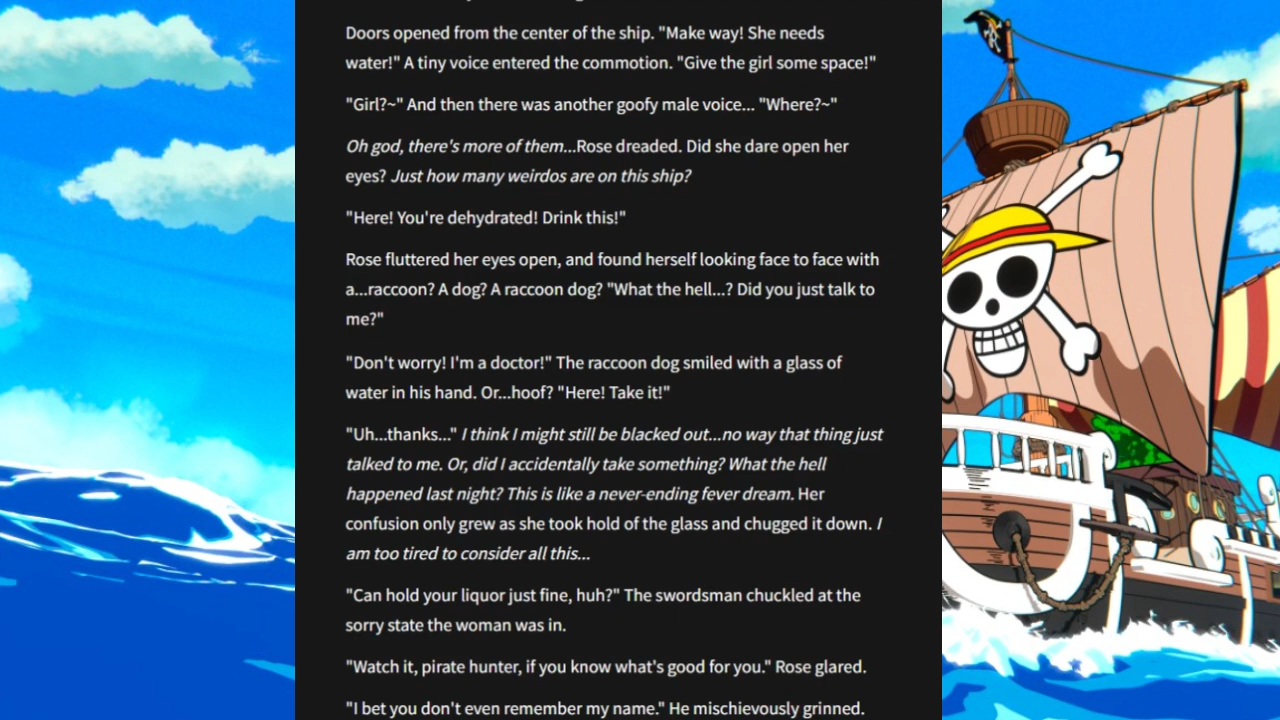 Doors opened from the center of the ship. "Make way! She needs
water!" A tiny voice entered the commotion. "Give the girl some space!"
"Girl?~" And then there was another goofy male voice... "Where?~"
Oh god, there's more of them...Rose dreaded. Did she dare open her
eyes? Just how many weirdos are on this ship?
"Here! You're dehydrated! Drink this!"
Rose fluttered her eyes open, and found herself looking face to face with
a...raccoon? A dog? A raccoon dog? "What the hell...? Did you just talk to
me?"
"Don't worry! I'm a doctor!" The raccoon dog smiled with a glass of
water in his hand. Or...hoof? "Here! Take it!"
"Uh...thanks..." I think I might still be blacked out...no way that thing just
talked to me. Or, did I accidentally take something? What the hell
happened last night? This is like a never-ending fever dream. Her
confusion only grew as she took hold of the glass and chugged it down. I
am too tired to consider all this...
"Can hold your liquor just fine, huh?" The swordsman chuckled at the
sorry state the woman was in.
"Watch it, pirate hunter, if you know what's good for you." Rose glared.
"I bet you don't even remember my name." He mischievously grinned.